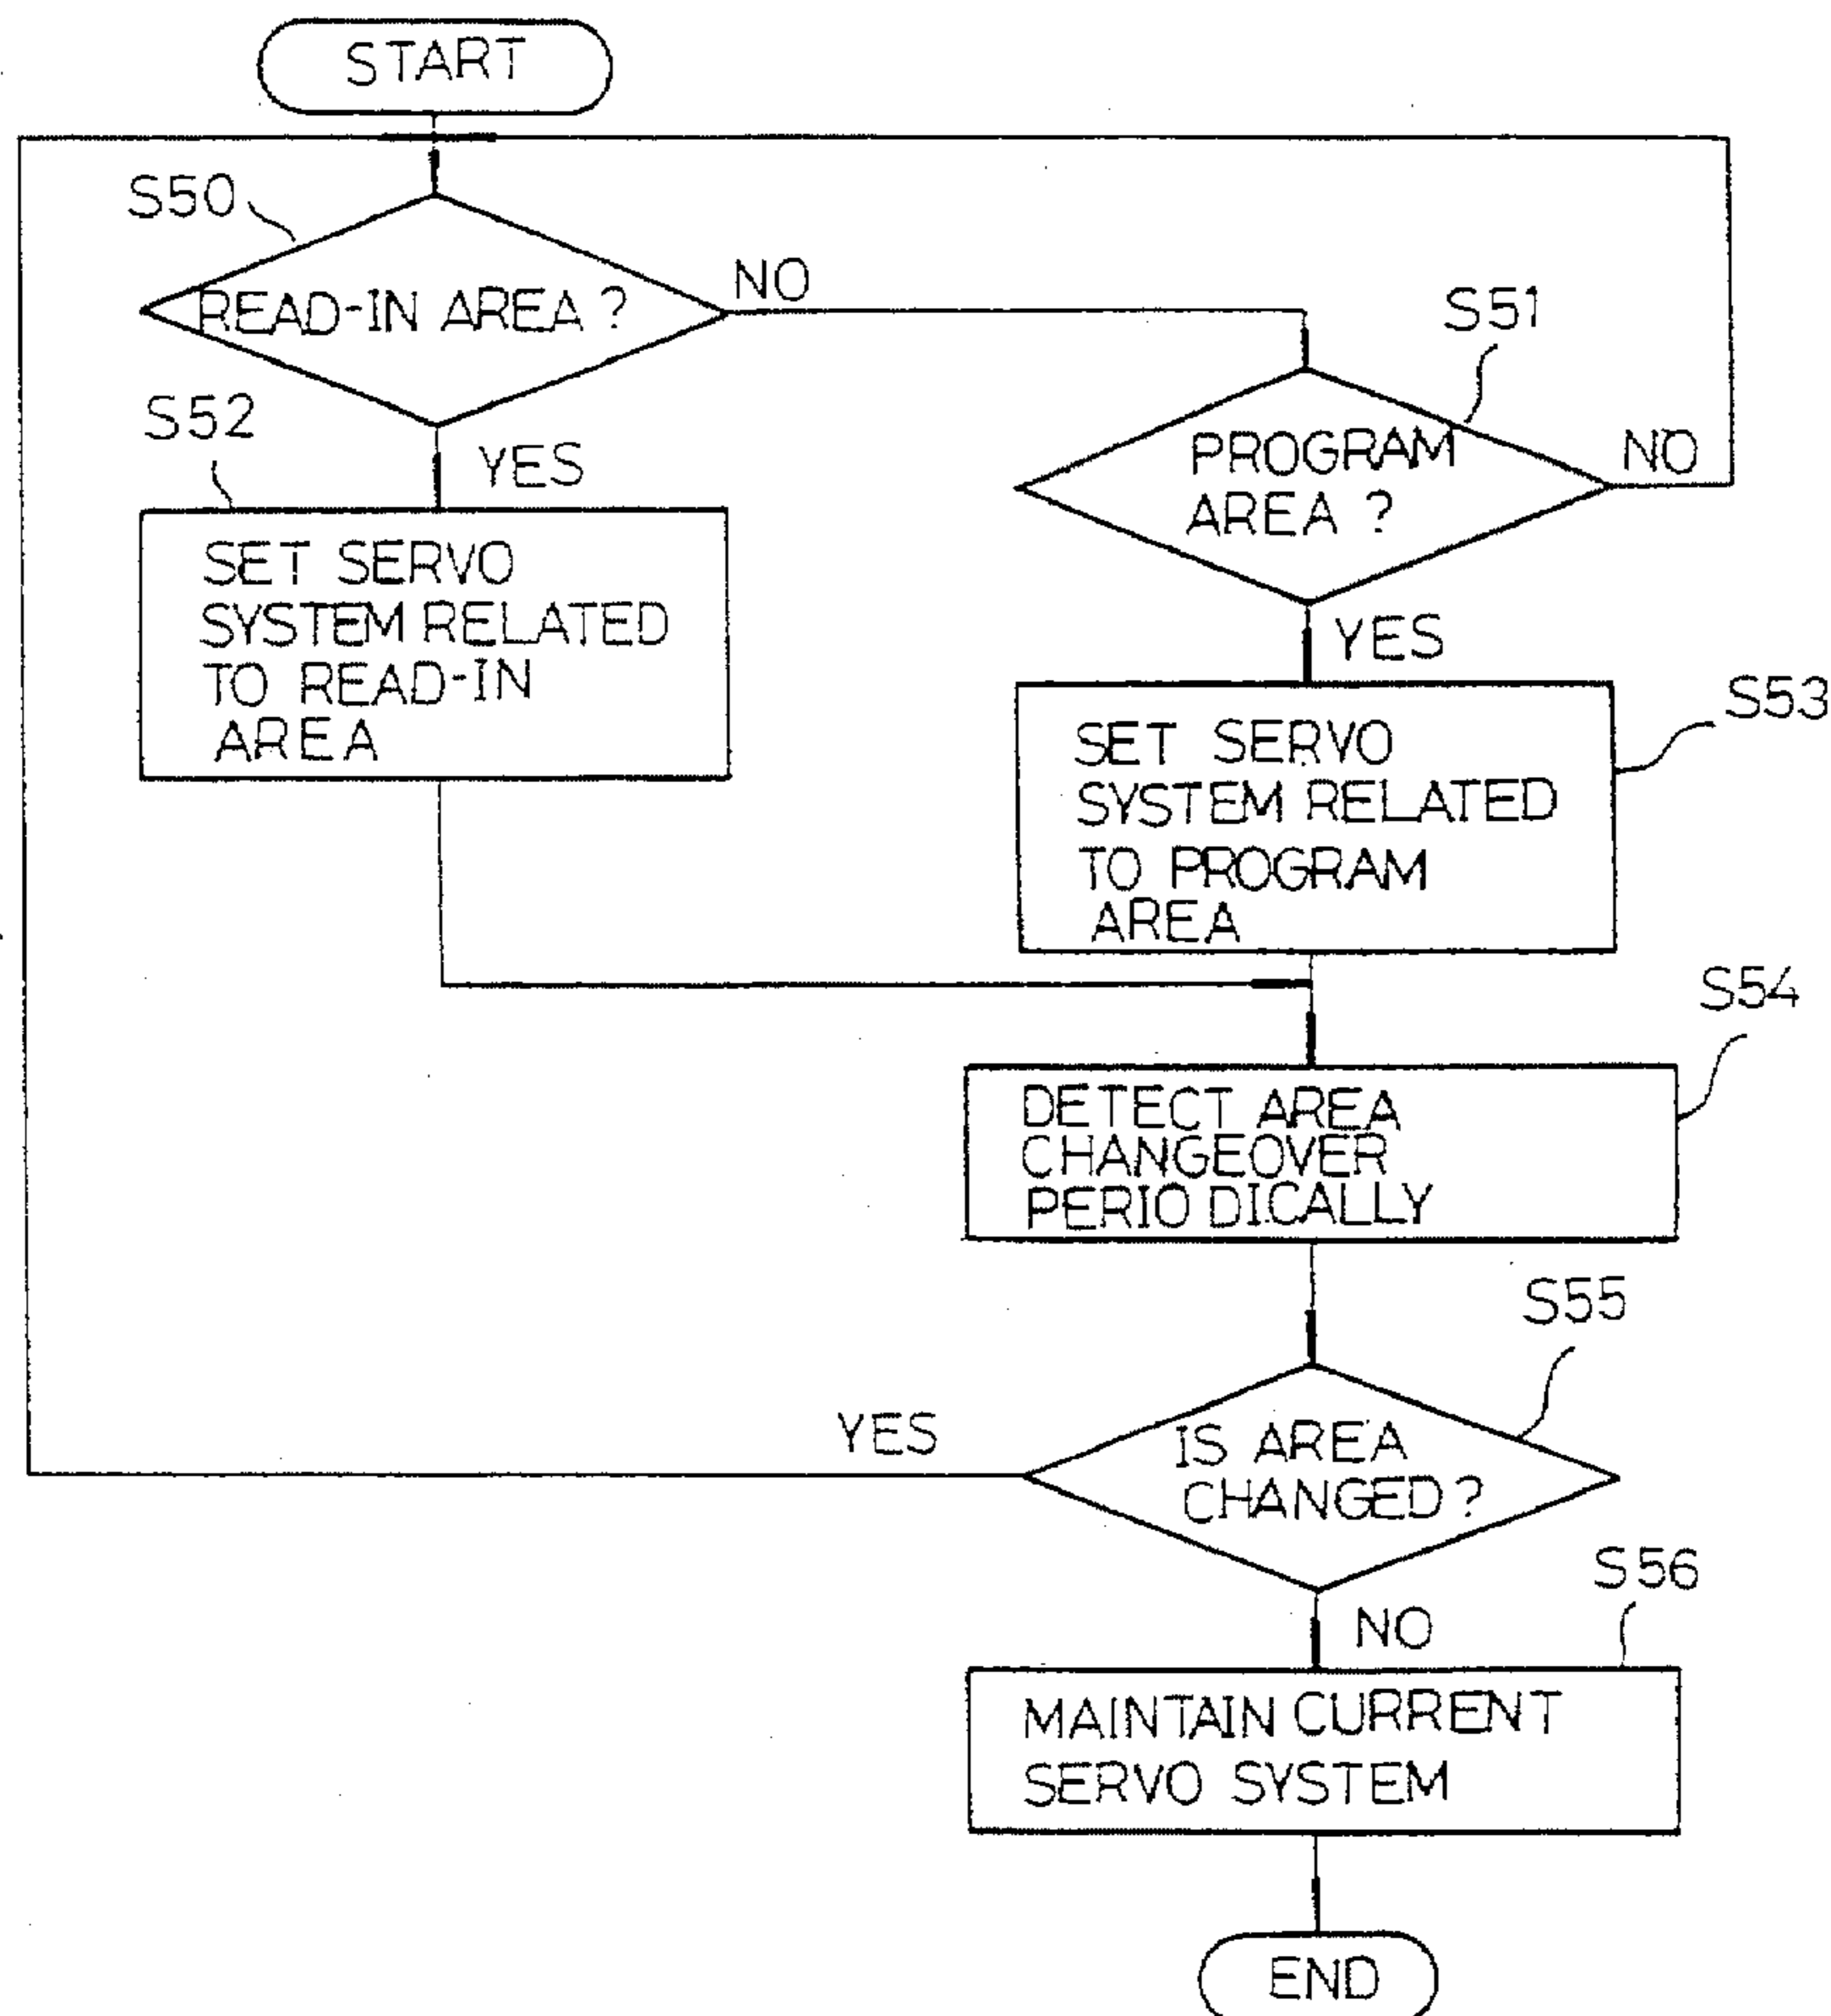 START
S50
READ-IN AREA ?
NO
S51
PROGRAM
AREA ?
NO
S52
YES
SET SERVO
SYSTEM RELATED
TO READ-IN
AREA
YES
S53
SET SERVO
SYSTEM RELATED
TO PROGRAM
AREA
S54
DETECT AREA
CHANGEOVER
PERIODICALLY
S55
YES
IS AREA
CHANGED ?
S56
NO
MAINTAIN CURRENT
SERVO SYSTEM
END